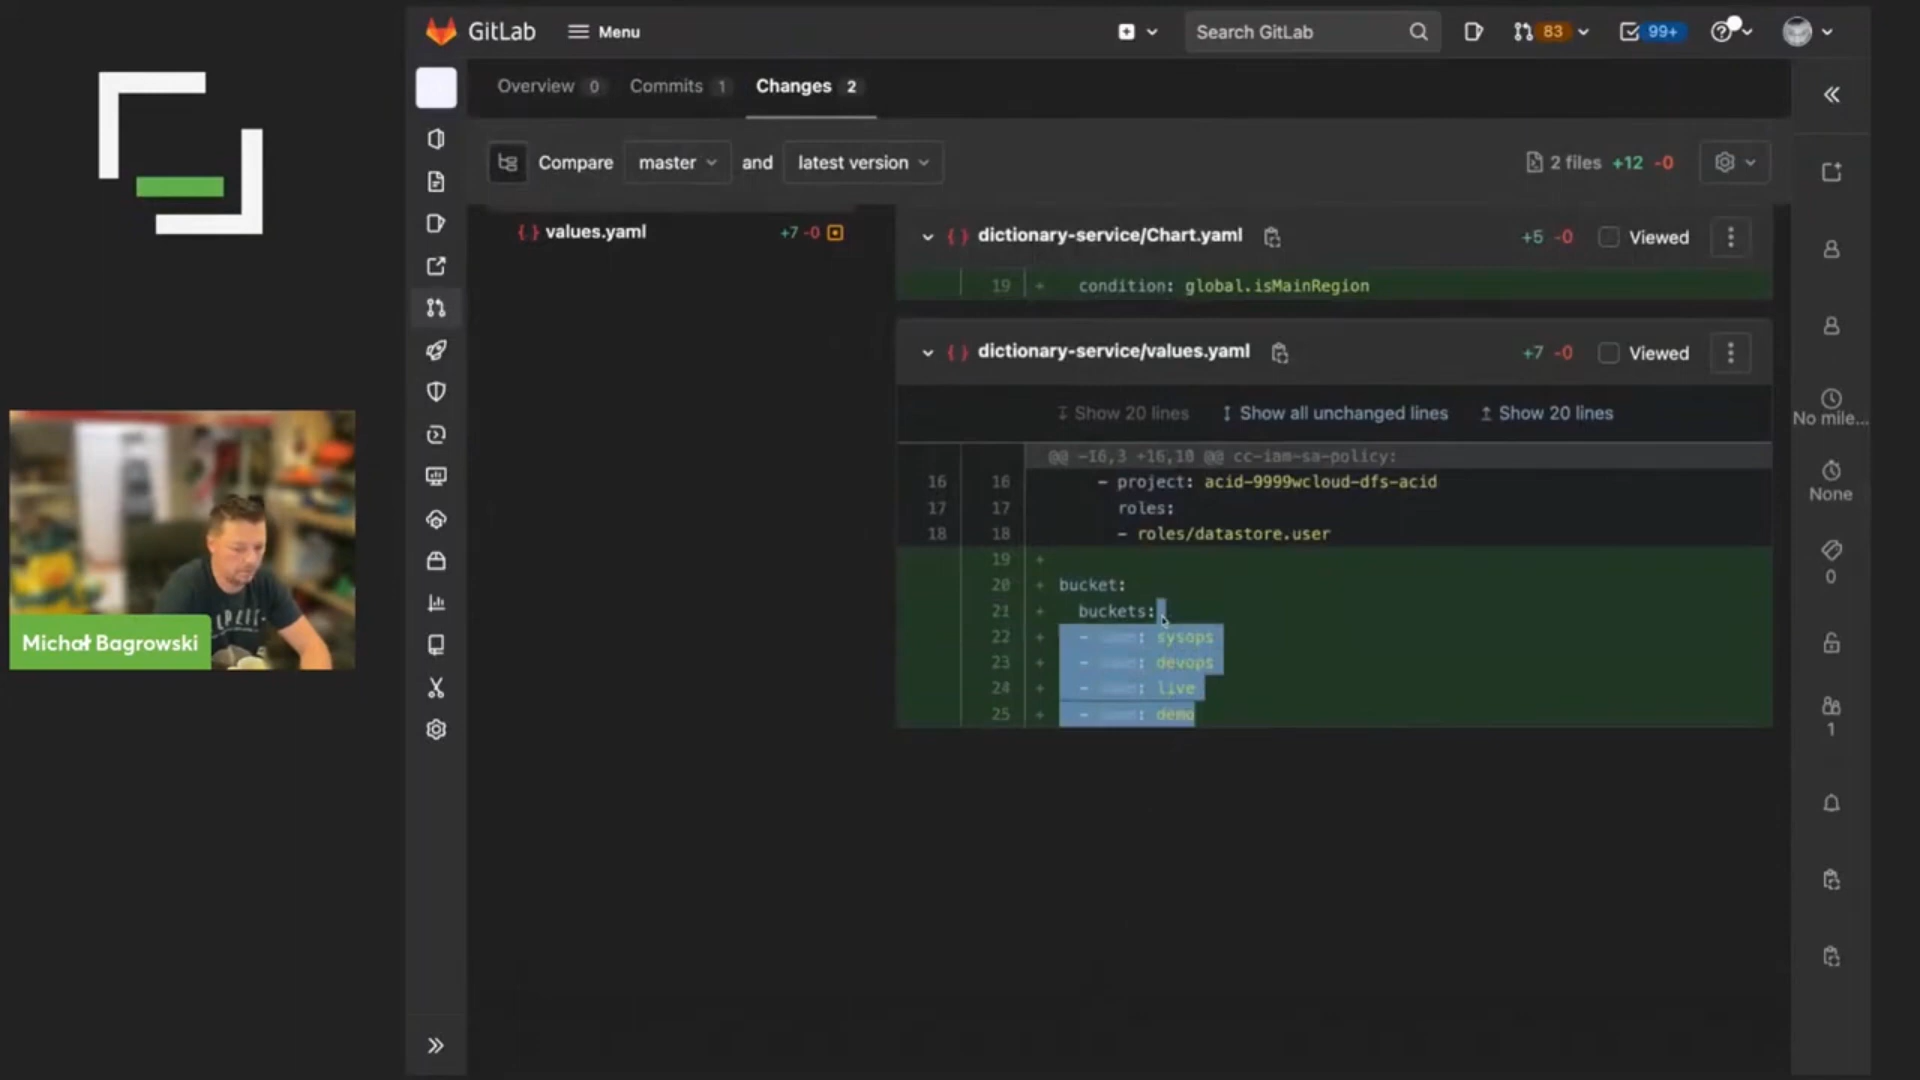 GitLab
Menu
Search GitLab
83
99+
Overview 0 Commits 1 Changes 2
Compare master and latest version
2 files +12 -0
values.yaml +7 -0
dictionary-service/Chart.yaml +5 -0 Viewed
19 + condition: global.isMainRegion
dictionary-service/values.yaml +7 -0 Viewed
Show 20 lines Show all unchanged lines Show 20 lines
@@ -16,3 +16,10 @@ cc-iam-sa-policy:
16 16 - project: acid-9999wcloud-dfs-acid
17 17 roles:
18 18 - roles/datastore.user
19 +
20 + bucket:
21 + buckets:
22 + - : sysops
23 + - : devops
24 + - : live
25 + - : demo
No mile...
None
0
1
Michał Bagrowski